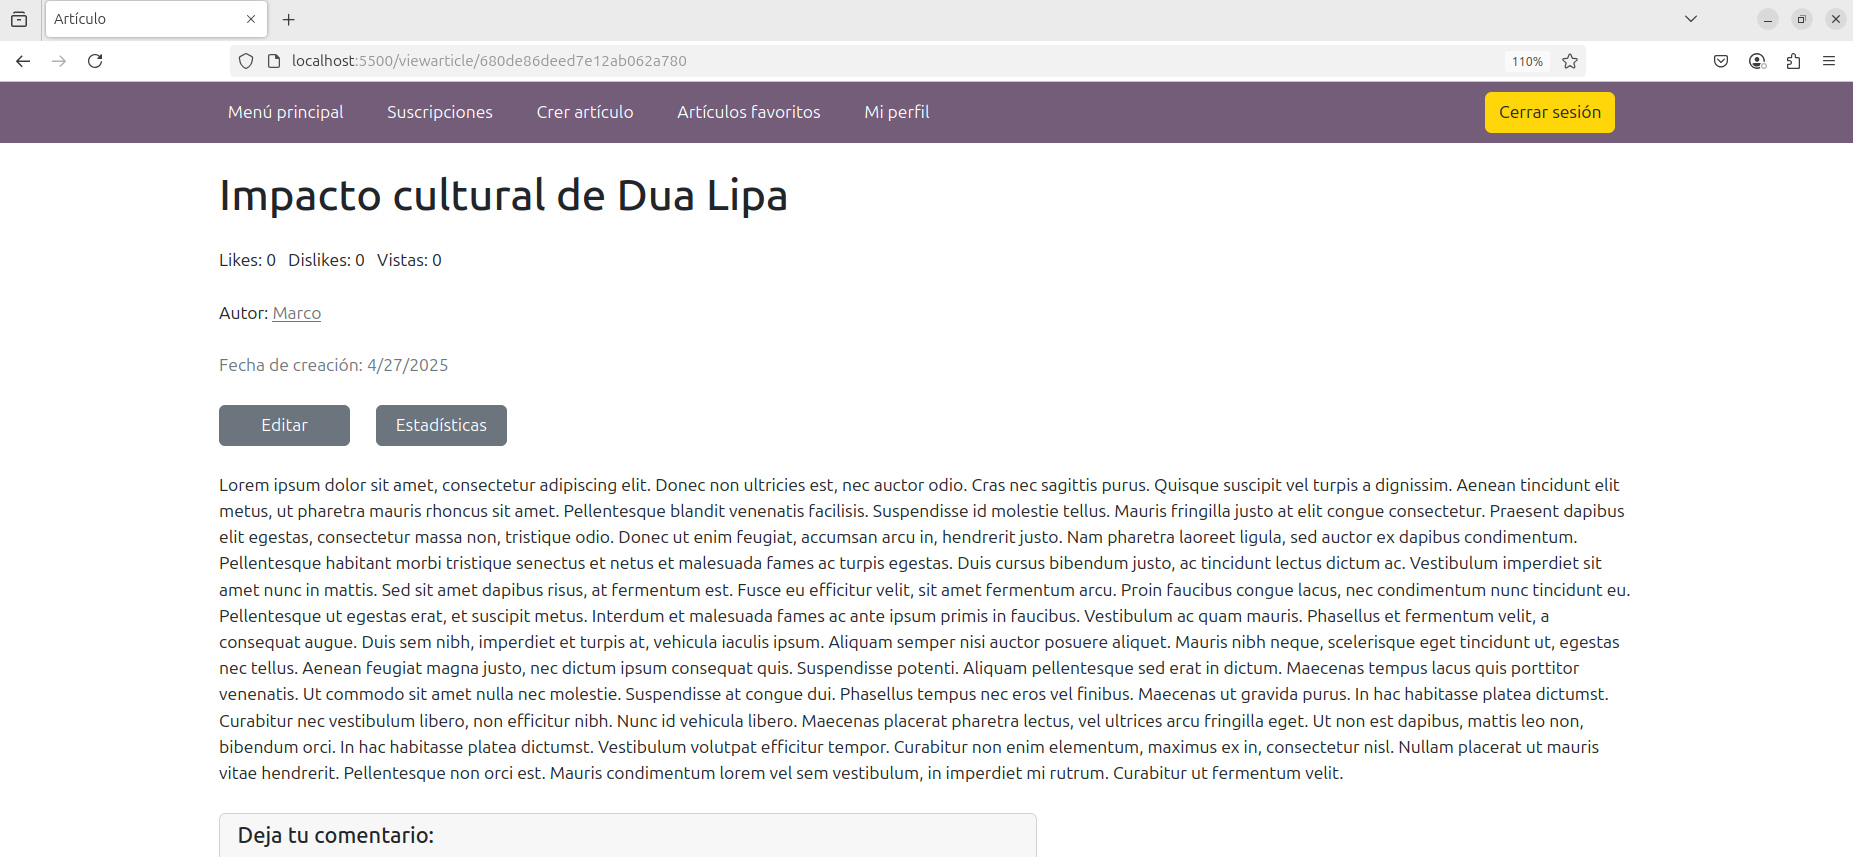 Artículo
localhost:5500/viewarticle/680de86deed7e12ab062a780
110%
Menú principal Suscripciones Crer artículo Artículos favoritos Mi perfil Cerrar sesión
Impacto cultural de Dua Lipa
Likes: 0 Dislikes: 0 Vistas: 0
Autor: Marco
Fecha de creación: 4/27/2025
Editar Estadísticas
Lorem ipsum dolor sit amet, consectetur adipiscing elit. Donec non ultricies est, nec auctor odio. Cras nec sagittis purus. Quisque suscipit vel turpis a dignissim. Aenean tincidunt elit
metus, ut pharetra mauris rhoncus sit amet. Pellentesque blandit venenatis facilisis. Suspendisse id molestie tellus. Mauris fringilla justo at elit congue consectetur. Praesent dapibus
elit egestas, consectetur massa non, tristique odio. Donec ut enim feugiat, accumsan arcu in, hendrerit justo. Nam pharetra laoreet ligula, sed auctor ex dapibus condimentum.
Pellentesque habitant morbi tristique senectus et netus et malesuada fames ac turpis egestas. Duis cursus bibendum justo, ac tincidunt lectus dictum ac. Vestibulum imperdiet sit
amet nunc in mattis. Sed sit amet dapibus risus, at fermentum est. Fusce eu efficitur velit, sit amet fermentum arcu. Proin faucibus congue lacus, nec condimentum nunc tincidunt eu.
Pellentesque ut egestas erat, et suscipit metus. Interdum et malesuada fames ac ante ipsum primis in faucibus. Vestibulum ac quam mauris. Phasellus et fermentum velit, a
consequat augue. Duis sem nibh, imperdiet et turpis at, vehicula iaculis ipsum. Aliquam semper nisi auctor posuere aliquet. Mauris nibh neque, scelerisque eget tincidunt ut, egestas
nec tellus. Aenean feugiat magna justo, nec dictum ipsum consequat quis. Suspendisse potenti. Aliquam pellentesque sed erat in dictum. Maecenas tempus lacus quis porttitor
venenatis. Ut commodo sit amet nulla nec molestie. Suspendisse at congue dui. Phasellus tempus nec eros vel finibus. Maecenas ut gravida purus. In hac habitasse platea dictumst.
Curabitur nec vestibulum libero, non efficitur nibh. Nunc id vehicula libero. Maecenas placerat pharetra lectus, vel ultrices arcu fringilla eget. Ut non est dapibus, mattis leo non,
bibendum orci. In hac habitasse platea dictumst. Vestibulum volutpat efficitur tempor. Curabitur non enim elementum, maximus ex in, consectetur nisl. Nullam placerat ut mauris
vitae hendrerit. Pellentesque non orci est. Mauris condimentum lorem vel sem vestibulum, in imperdiet mi rutrum. Curabitur ut fermentum velit.
Deja tu comentario: